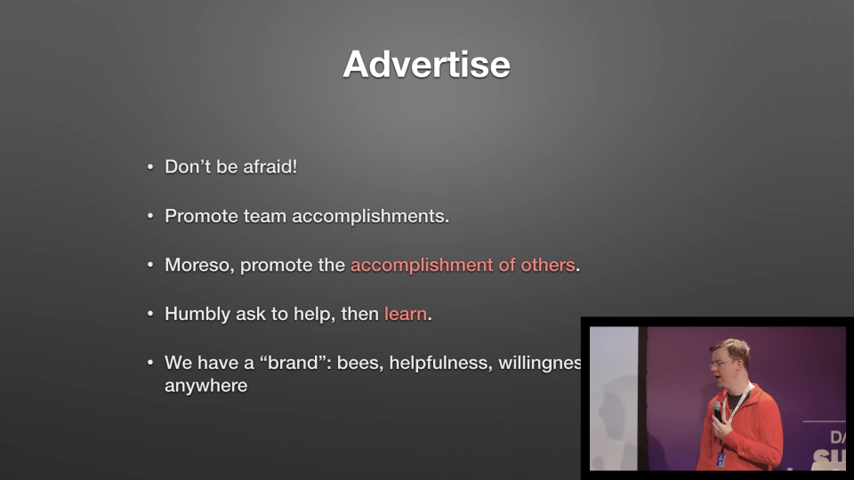 Advertise
• Don't be afraid!
• Promote team accomplishments.
• Moreso, promote the accomplishment of others.
• Humbly ask to help, then learn.
• We have a “brand”: bees, helpfulness,
anywhere